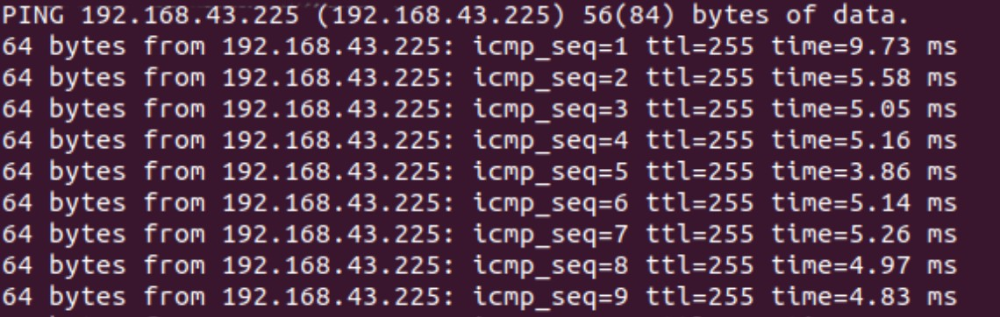 PING 192.168.43.225 (192.168.43.225) 56(84) bytes of data.
64 bytes from 192.168.43.225: icmp_seq=1 ttl=255 time=9.73 ms
64 bytes from 192.168.43.225: icmp_seq=2 ttl=255 time=5.58 ms
64 bytes from 192.168.43.225: icmp_seq=3 ttl=255 time=5.05 ms
64 bytes from 192.168.43.225: icmp_seq=4 ttl=255 time=5.16 ms
64 bytes from 192.168.43.225: icmp_seq=5 ttl=255 time=3.86 ms
64 bytes from 192.168.43.225: icmp_seq=6 ttl=255 time=5.14 ms
64 bytes from 192.168.43.225: icmp_seq=7 ttl=255 time=5.26 ms
64 bytes from 192.168.43.225: icmp_seq=8 ttl=255 time=4.97 ms
64 bytes from 192.168.43.225: icmp_seq=9 ttl=255 time=4.83 ms